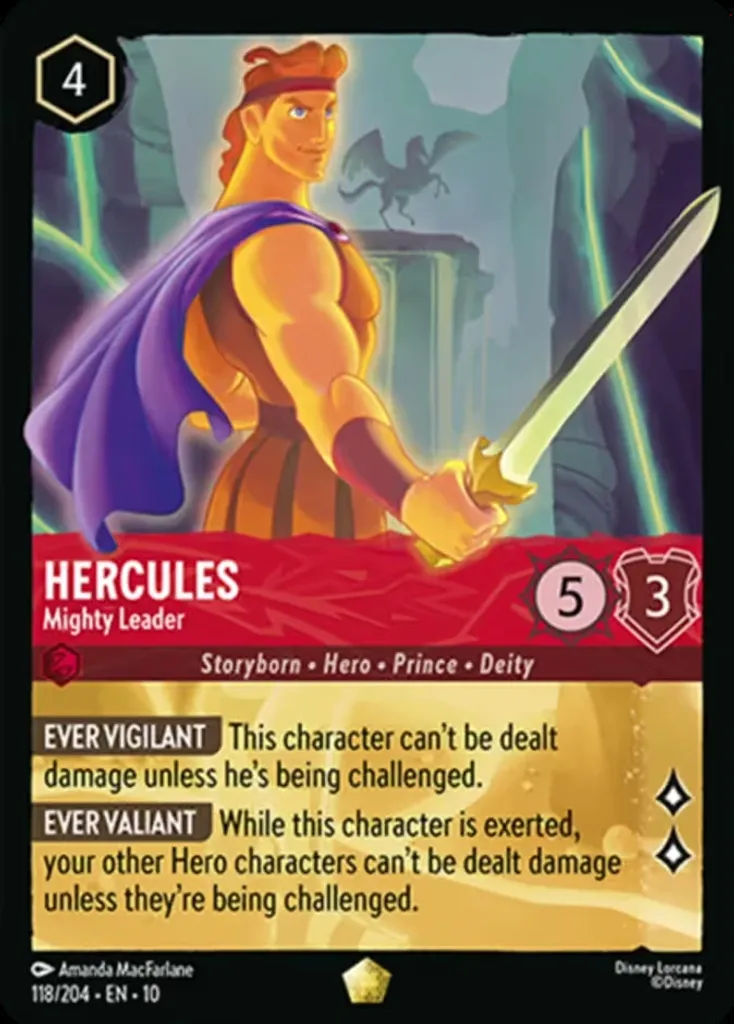 4
HERCULES
Mighty Leader
5
3
Storyborn • Hero • Prince • Deity
EVER VIGILANT This character can't be dealt
damage unless he's being challenged.
EVER VALIANT While this character is exerted,
your other Hero characters can't be dealt damage
unless they're being challenged.
Amanda MacFarlane
118/204 • EN • 10
Disney Lorcana
©Disney